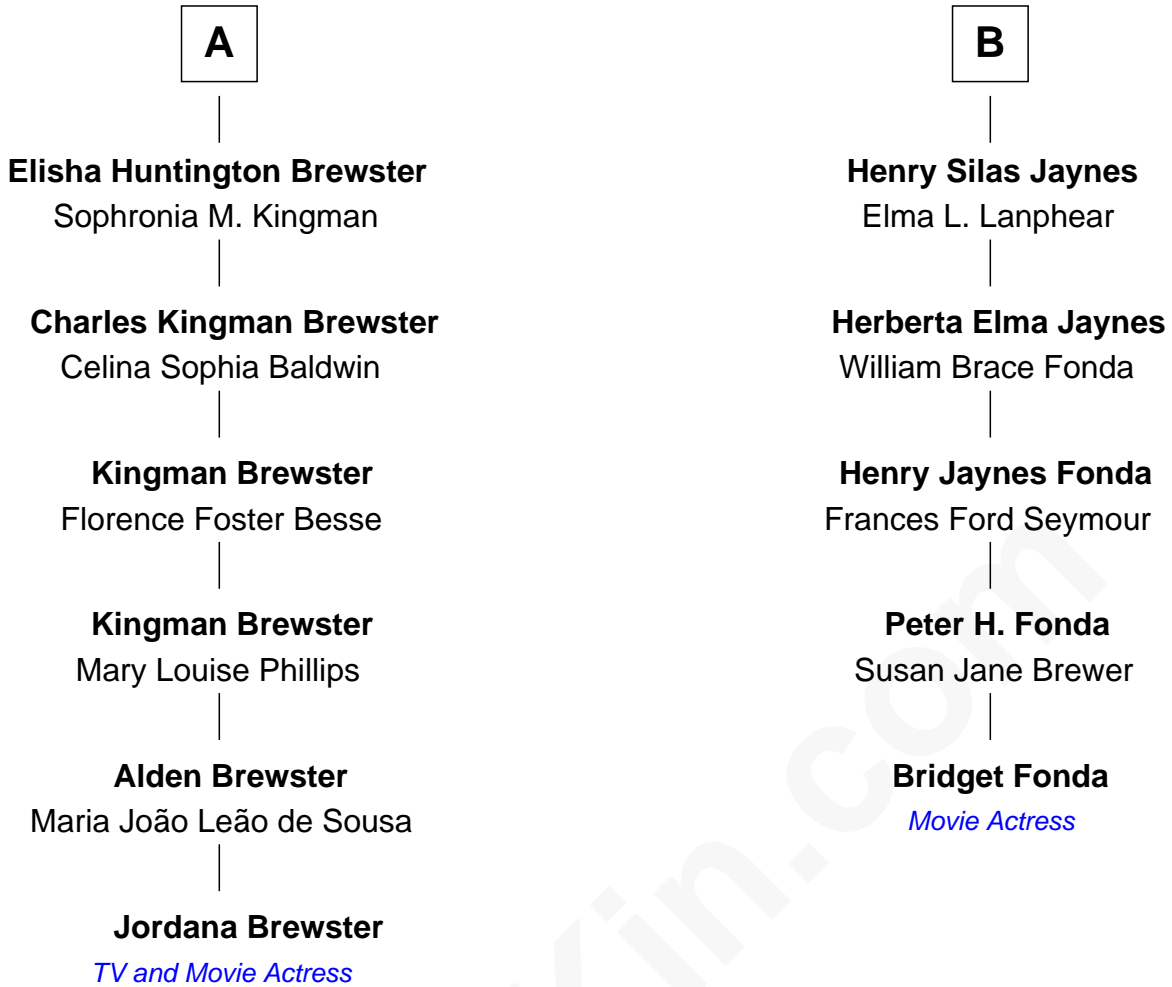 A
Elisha Huntington Brewster
Sophronia M. Kingman
Charles Kingman Brewster
Celina Sophia Baldwin
Kingman Brewster
Florence Foster Besse
Kingman Brewster
Mary Louise Phillips
Alden Brewster
Maria João Leão de Sousa
Jordana Brewster
TV and Movie Actress
B
Henry Silas Jaynes
Elma L. Lanphear
Herberta Elma Jaynes
William Brace Fonda
Henry Jaynes Fonda
Frances Ford Seymour
Peter H. Fonda
Susan Jane Brewer
Bridget Fonda
Movie Actress
Kin.com